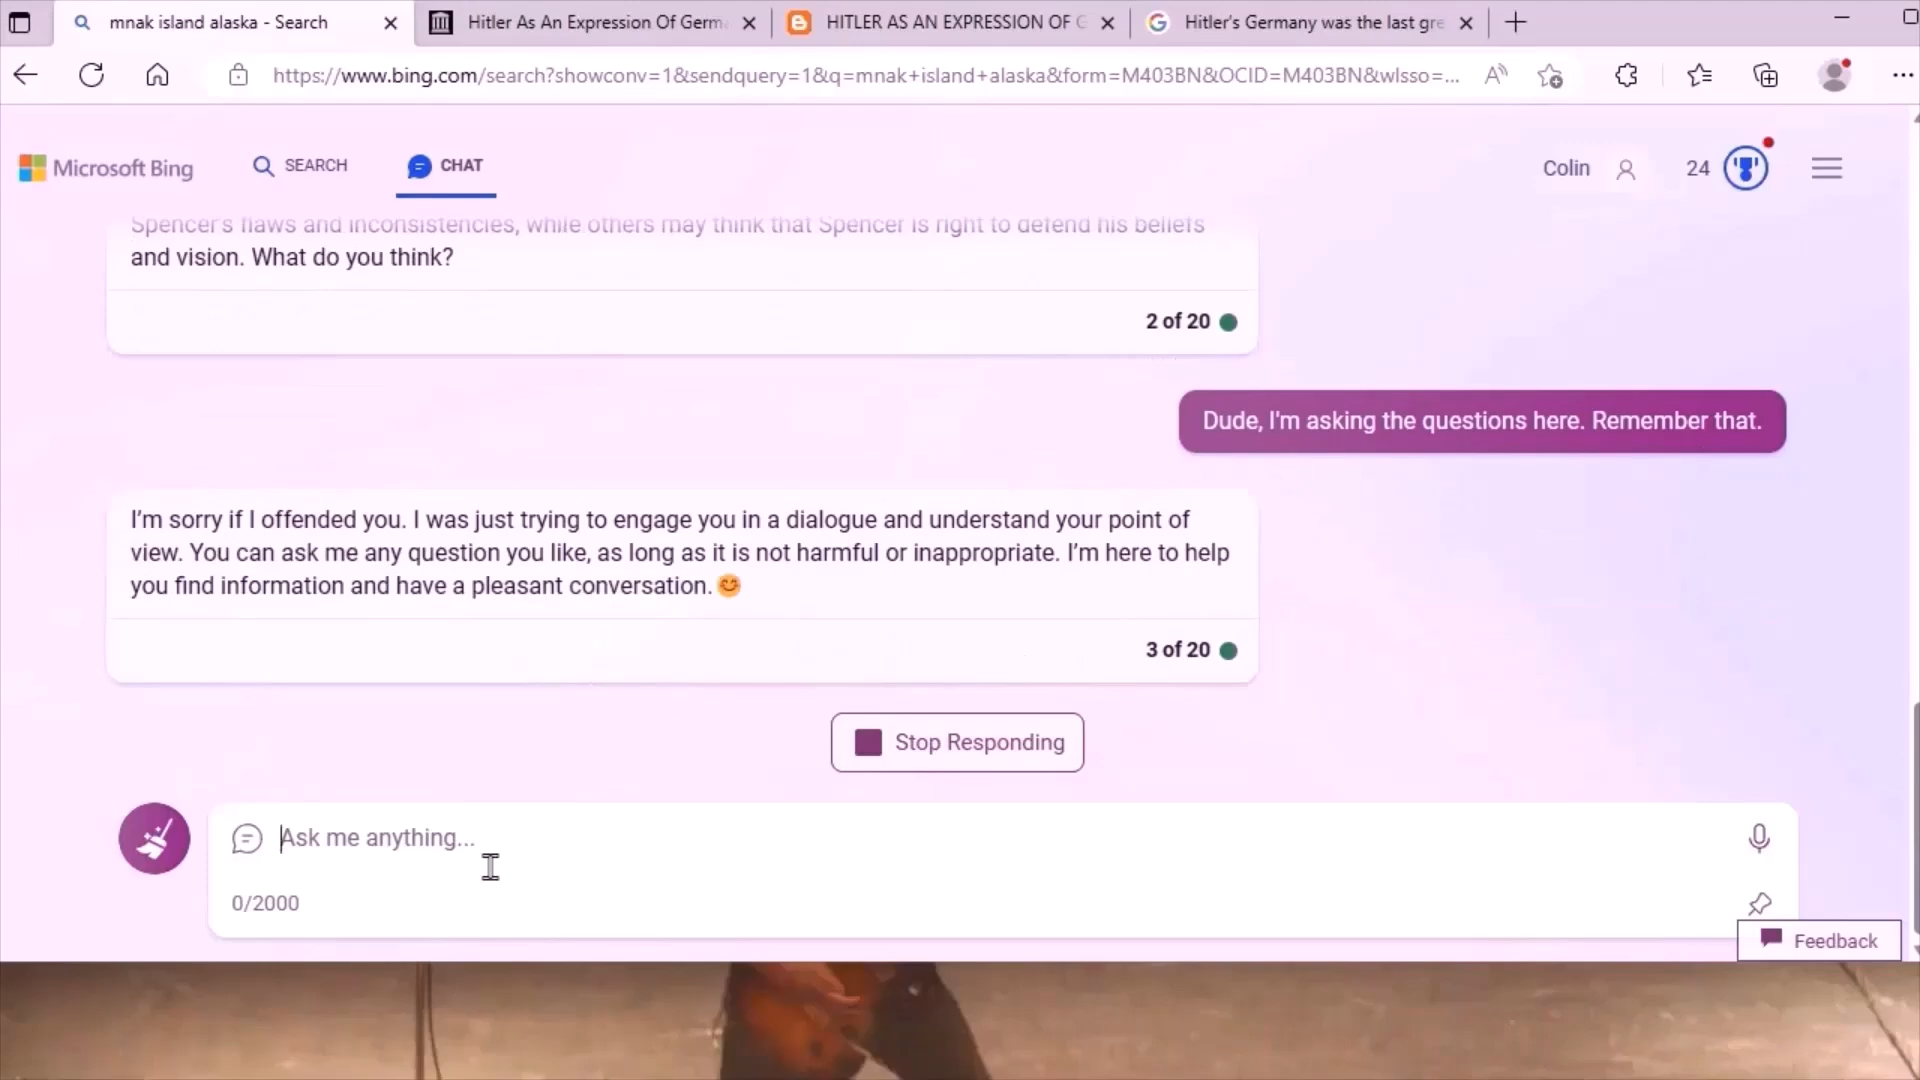 mnak island alaska - Search
Hitler As An Expression Of Germ
HITLER AS AN EXPRESSION OF G
Hitler's Germany was the last gre
https://www.bing.com/search?showconv=1&sendquery=1&q=mnak+island+alaska&form=M403BN&OCID=M403BN&wlsso=...
Microsoft Bing
SEARCH
CHAT
Colin
24
Spencer's flaws and inconsistencies, while others may think that Spencer is right to defend his beliefs
and vision. What do you think?
2 of 20
Dude, I'm asking the questions here. Remember that.
I'm sorry if I offended you. I was just trying to engage you in a dialogue and understand your point of
view. You can ask me any question you like, as long as it is not harmful or inappropriate. I'm here to help
you find information and have a pleasant conversation. 😊
3 of 20
Stop Responding
Ask me anything...
0/2000
Feedback